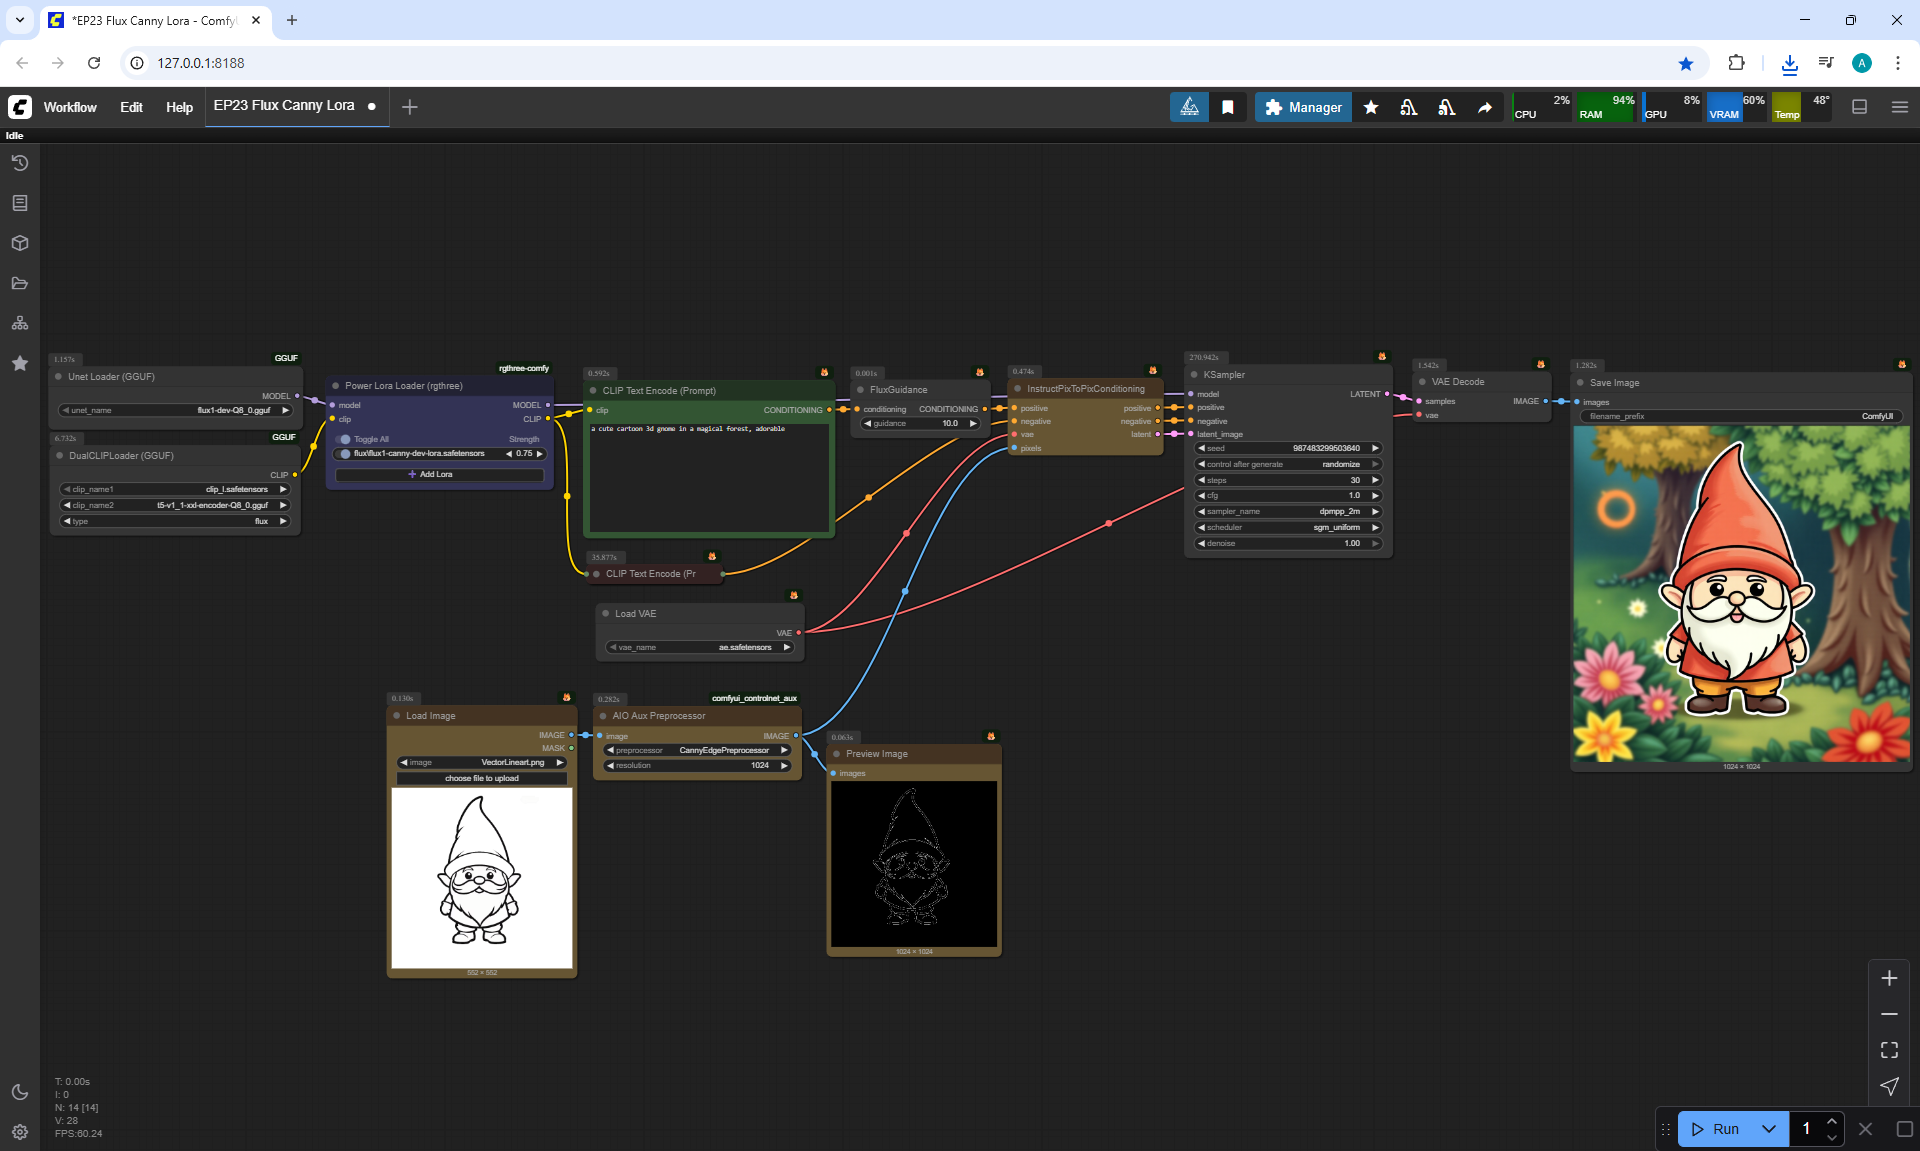 *EP23 Flux Canny Lora - Comfy
127.0.0.1:8188
A
Workflow
Edit
Help
EP23 Flux Canny Lora
Manager
CPU 2%
RAM 94%
GPU 8%
VRAM 60%
Temp 48°
Idle
1.157s
GGUF
Unet Loader (GGUF)
MODEL
unet_name flux1-dev-Q8_0.gguf
6.732s
GGUF
DualCLIPLoader (GGUF)
CLIP
clip_name1 clip_l.safetensors
clip_name2 t5-v1_1-xxl-encoder-Q8_0.gguf
type flux
rgthree-comfy
Power Lora Loader (rgthree)
model MODEL
clip CLIP
Toggle All Strength
flux\flux1-canny-dev-lora.safetensors 0.75
Add Lora
0.592s
CLIP Text Encode (Prompt)
clip CONDITIONING
a cute cartoon 3d gnome in a magical forest, adorable
35.877s
CLIP Text Encode (Pr
Load VAE
VAE
vae_name ae.safetensors
0.001s
FluxGuidance
conditioning CONDITIONING
guidance 10.0
0.474s
InstructPixToPixConditioning
positive positive
negative negative
vae latent
pixels
270.942s
KSampler
model LATENT
positive
negative
latent_image
seed 987483299503640
control after generate randomize
steps 30
cfg 1.0
sampler_name dpmpp_2m
scheduler sgm_uniform
denoise 1.00
1.542s
VAE Decode
samples IMAGE
vae
1.282s
Save Image
images
filename_prefix ComfyUI
1024 × 1024
0.130s
Load Image
IMAGE
MASK
image VectorLineart.png
choose file to upload
552 × 552
0.282s
comfyui_controlnet_aux
AIO Aux Preprocessor
image IMAGE
preprocessor CannyEdgePreprocessor
resolution 1024
0.063s
Preview Image
images
1024 × 1024
T: 0.00s
I: 0
N: 14 [14]
V: 28
FPS:60.24
Run
1